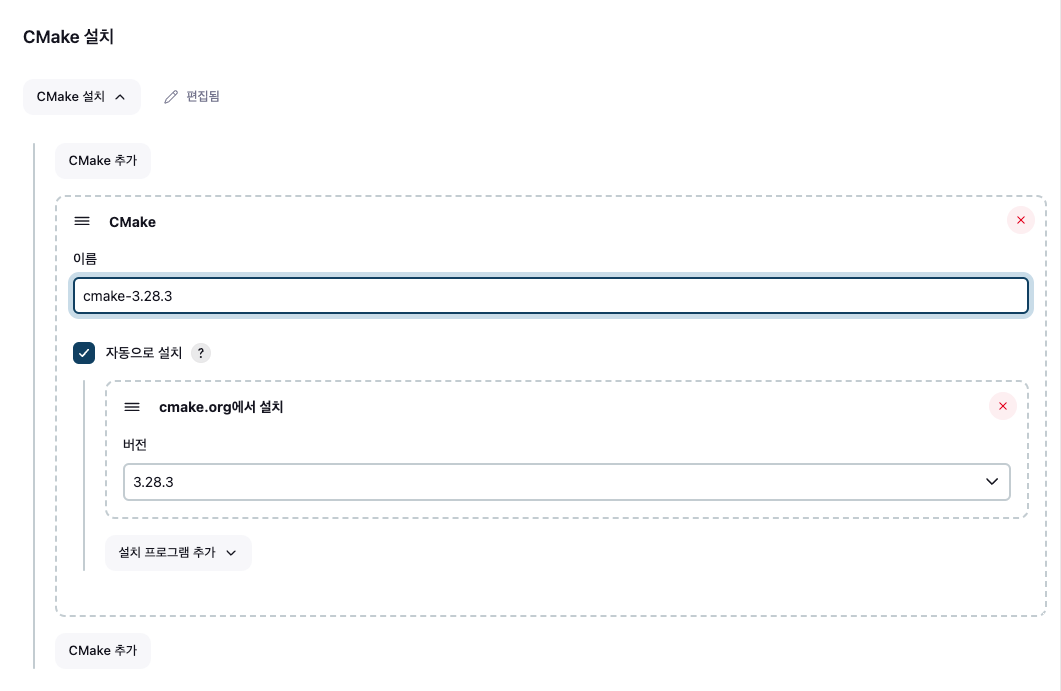 CMake 설치
CMake 설치
편집됨
CMake 추가
CMake
이름
cmake-3.28.3
자동으로 설치 ?
cmake.org에서 설치
버전
3.28.3
설치 프로그램 추가
CMake 추가